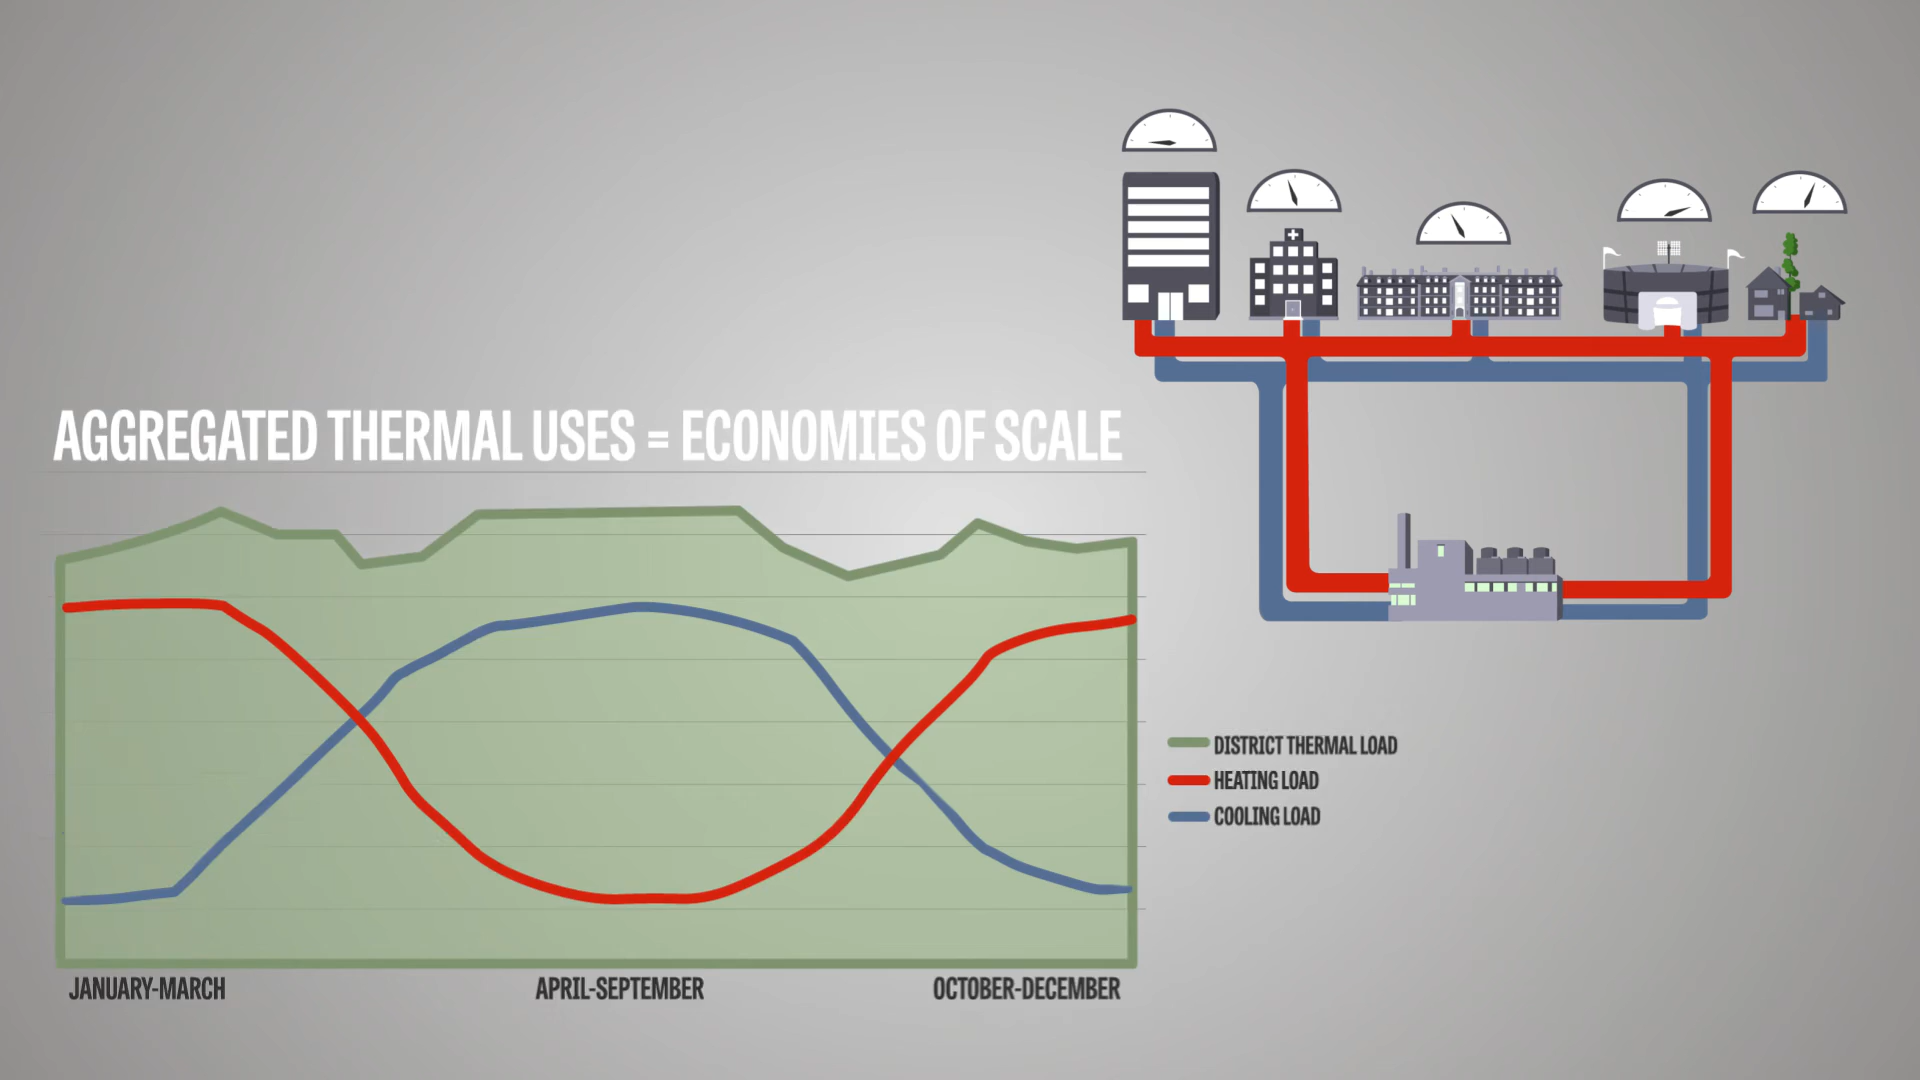 AGGREGATED THERMAL USES = ECONOMIES OF SCALE
DISTRICT THERMAL LOAD
HEATING LOAD
COOLING LOAD
JANUARY-MARCH
APRIL-SEPTEMBER
OCTOBER-DECEMBER